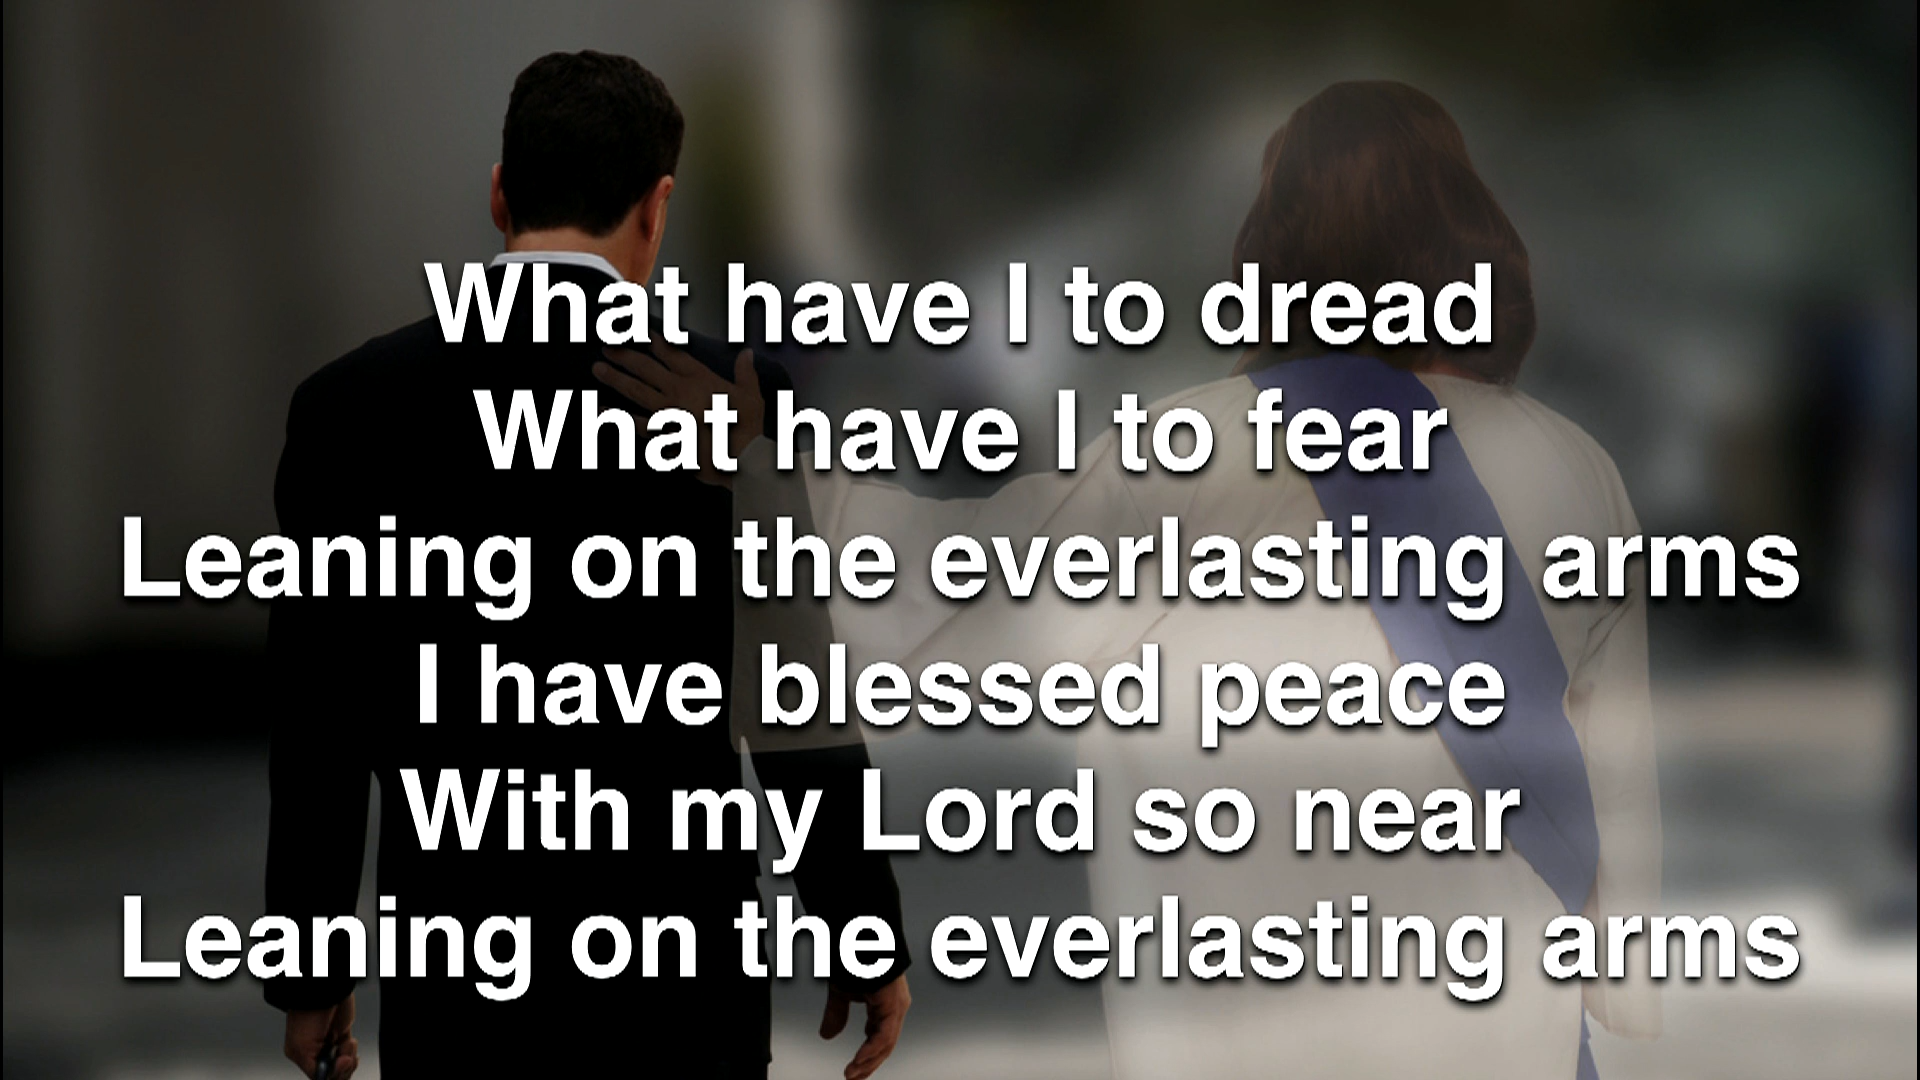 What have I to dread
What have I to fear
Leaning on the everlasting arms
I have blessed peace
With my Lord so near
Leaning on the everlasting arms